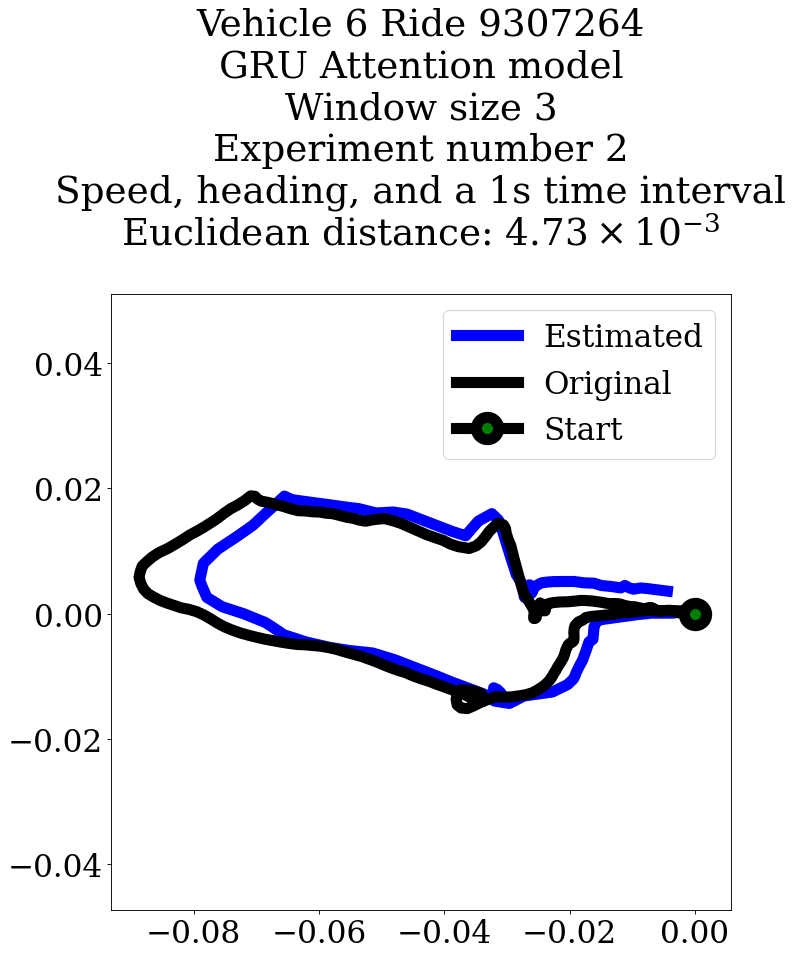 Vehicle 6 Ride 9307264
GRU Attention model
Window size 3
Experiment number 2
Speed, heading, and a 1s time interval
Euclidean distance: 4.73 × 10⁻³
Estimated
Original
Start
0.04
0.02
0.00
−0.02
−0.04
−0.08 −0.06 −0.04 −0.02 0.00